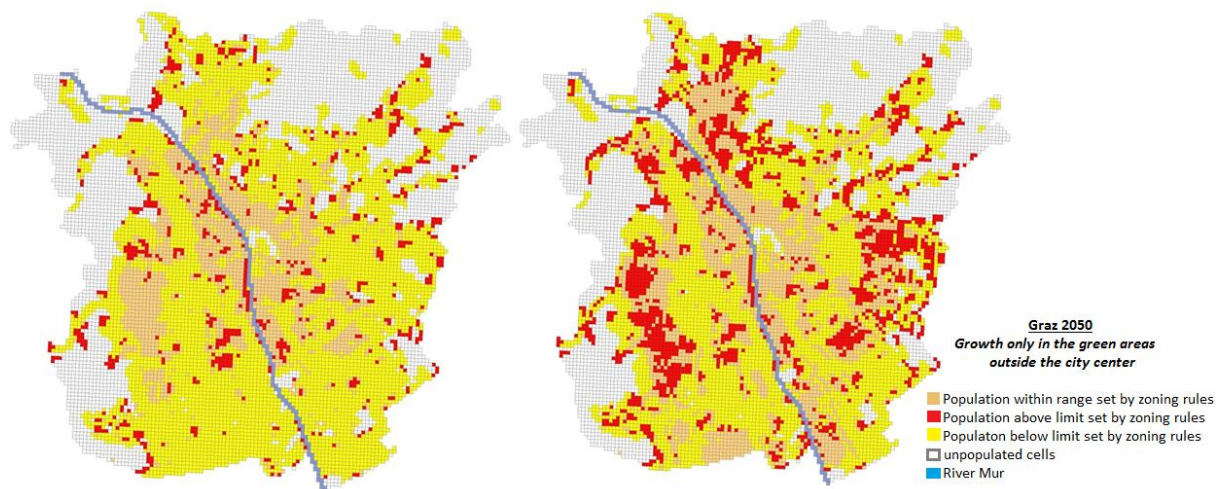 Graz 2050
Growth only in the green areas
outside the city center
Population within range set by zoning rules
Population above limit set by zoning rules
Populaton below limit set by zoning rules
unpopulated cells
River Mur